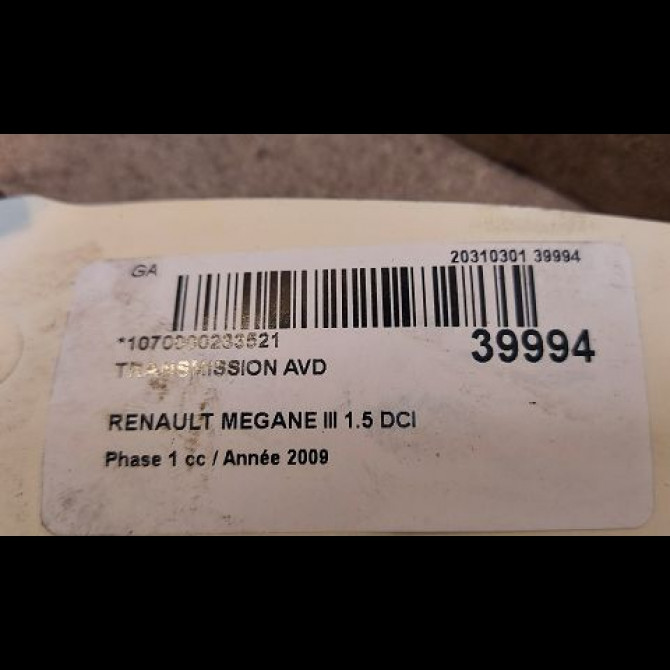 GA
20310301 39994
*1070000233521
39994
TRANSMISSION AVD
RENAULT MEGANE III 1.5 DCI
Phase 1 cc / Année 2009